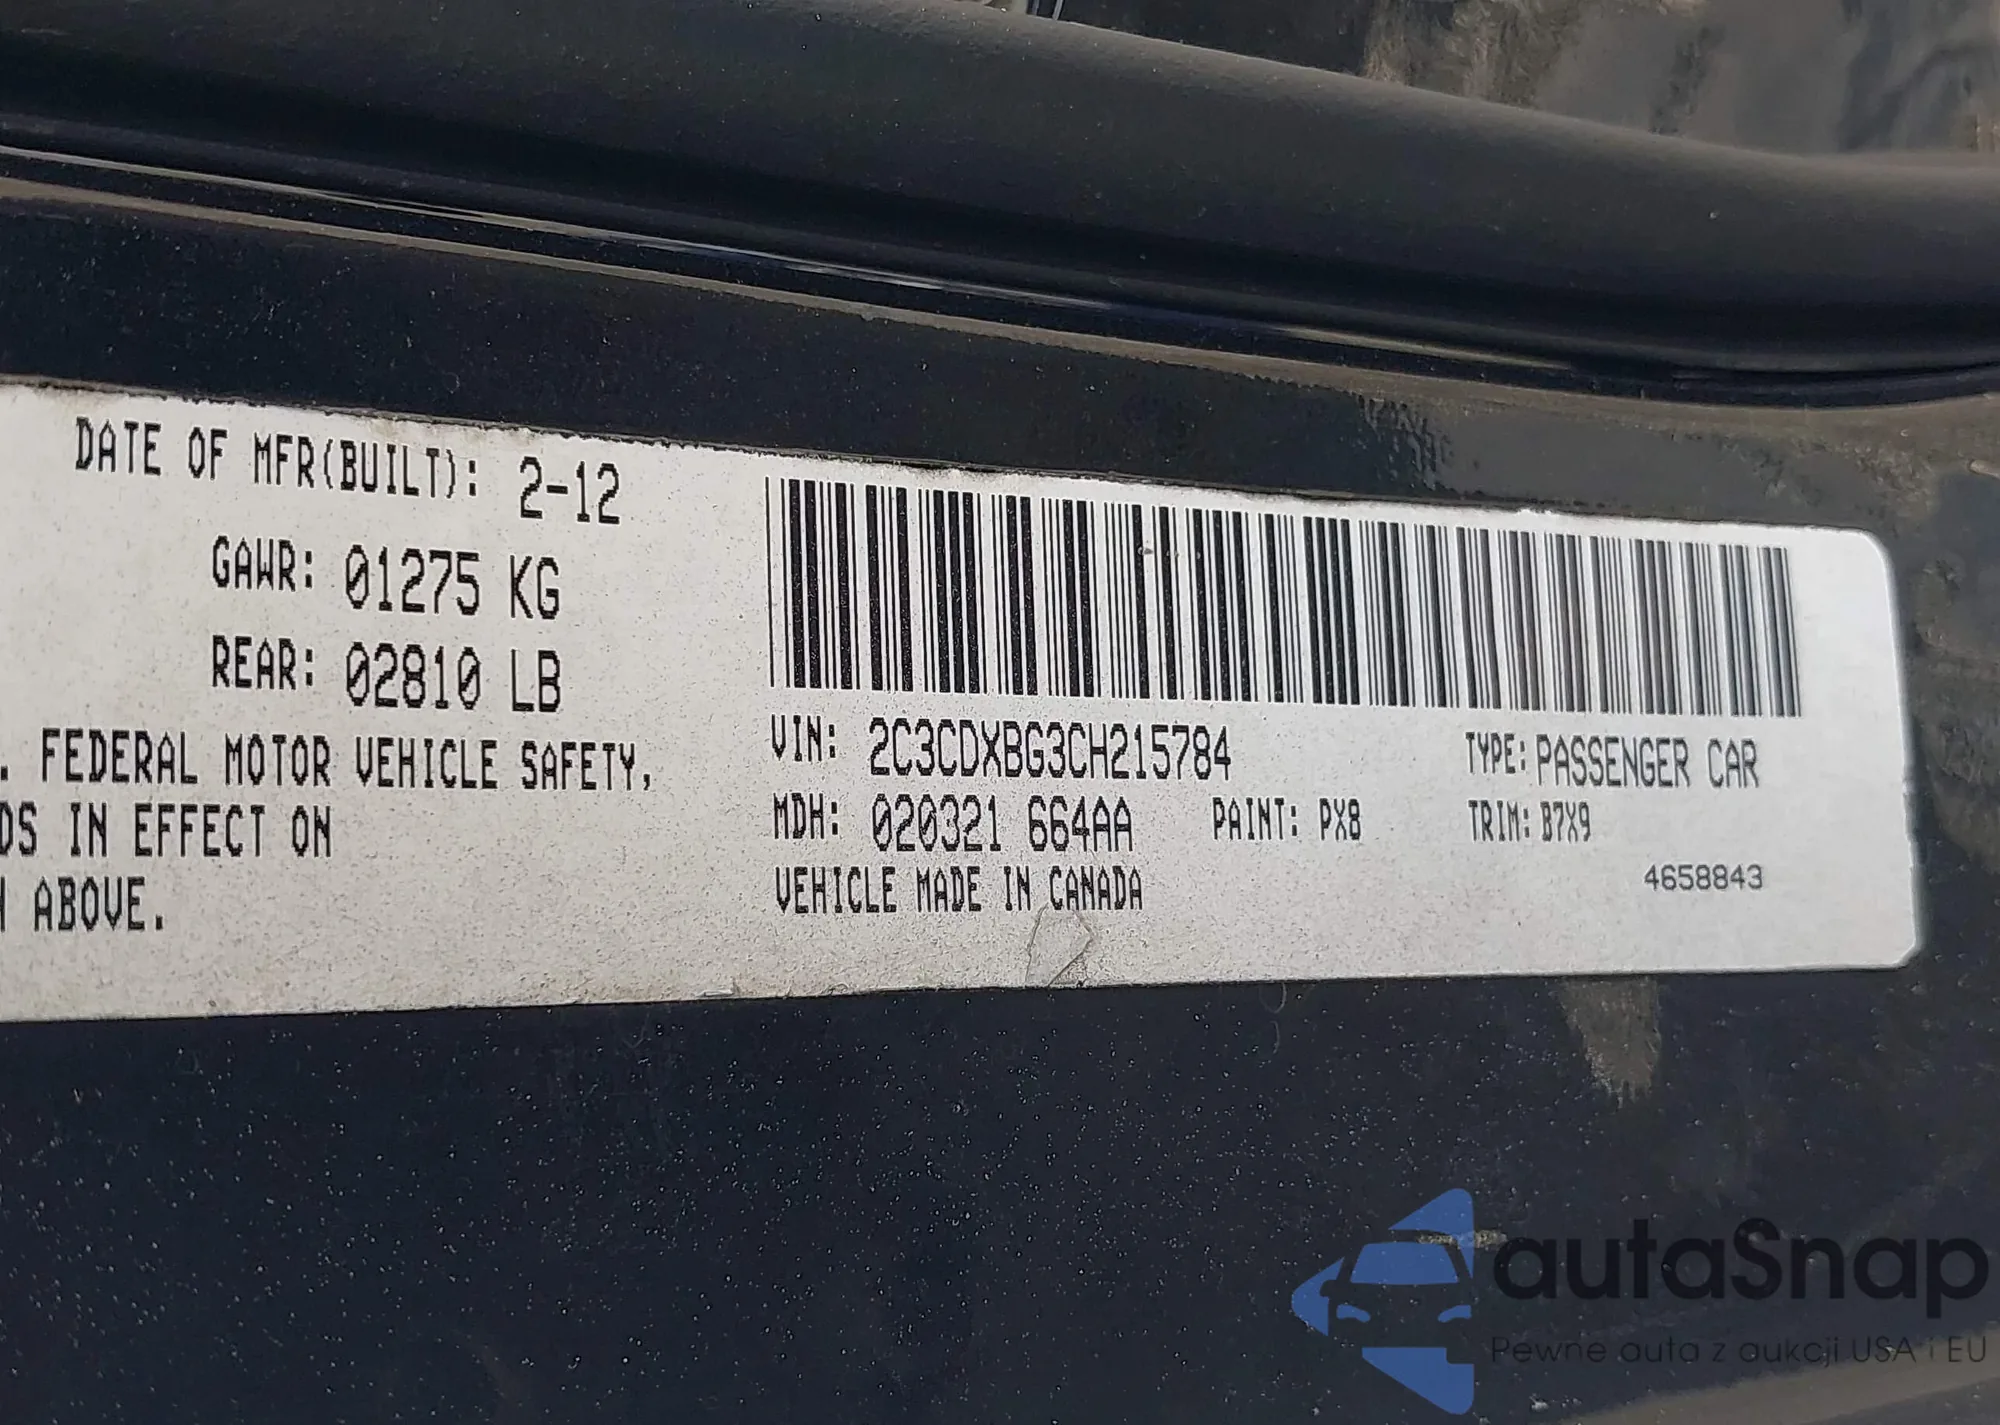 DATE OF MFR(BUILT): 2-12
GAWR: 01275 KG
REAR: 02810 LB
. FEDERAL MOTOR VEHICLE SAFETY,
DS IN EFFECT ON
ABOVE.
VIN: 2C3CDXBG3CH215784
TYPE: PASSENGER CAR
MDH: 020321 664AA
PAINT: PX8
TRIM: B7X9
VEHICLE MADE IN CANADA
4658843
autaSnap
Pewne auta z aukcji USA i EU